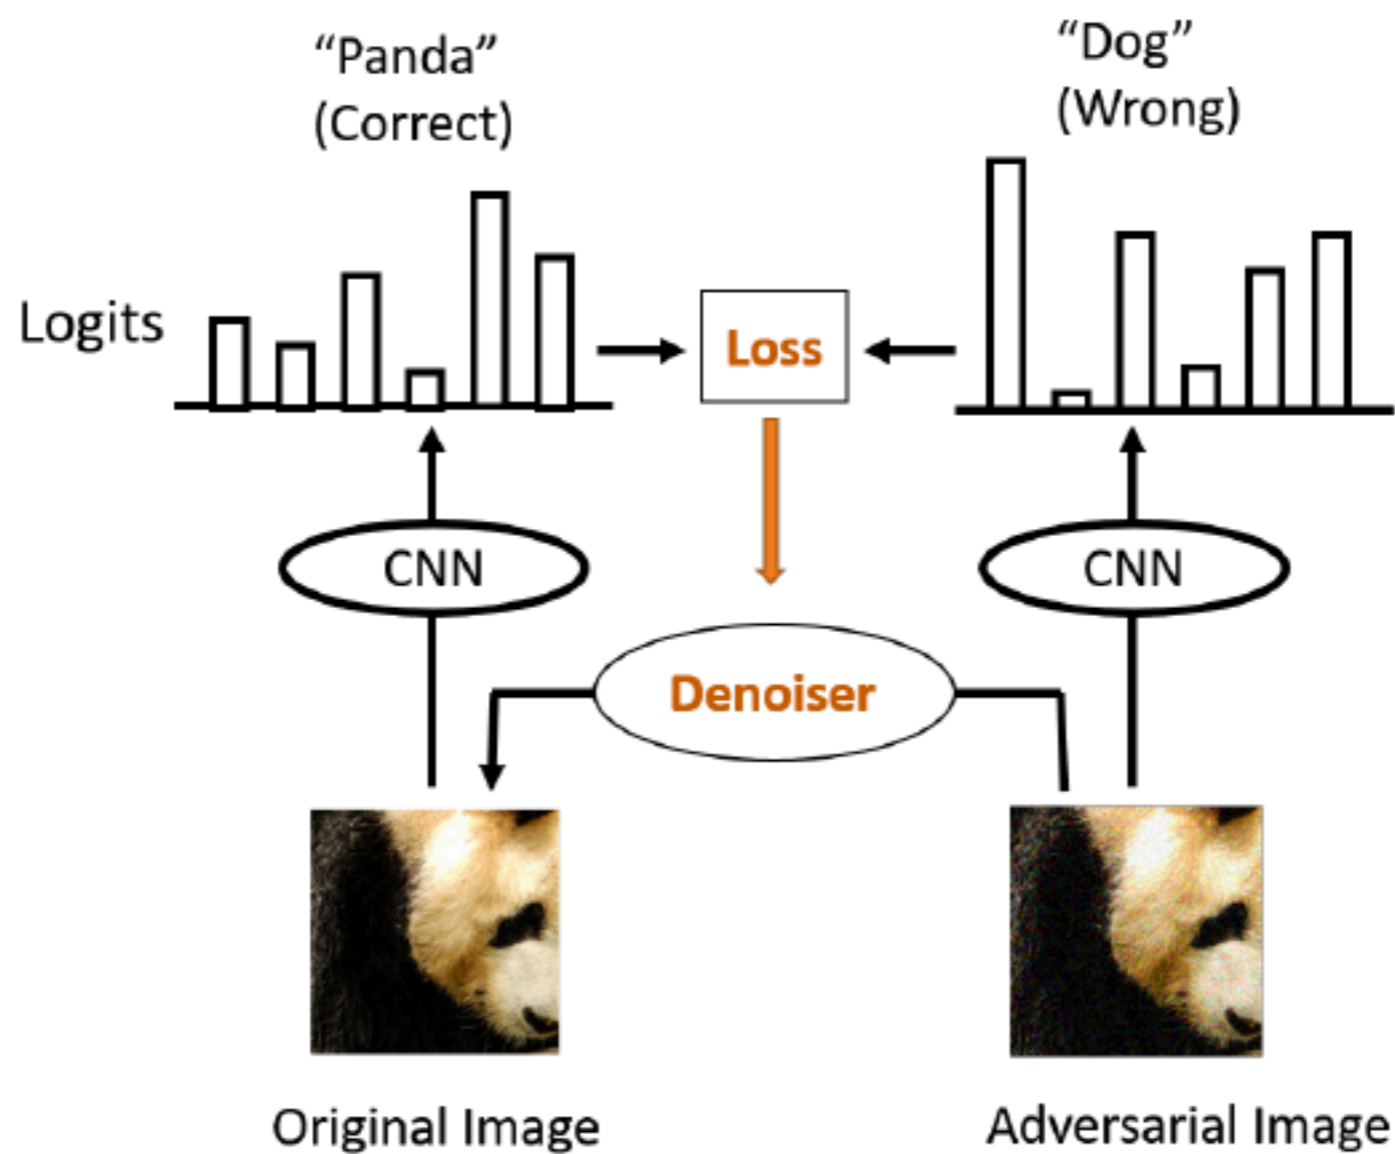 “Panda”
(Correct)
“Dog”
(Wrong)
Logits
Loss
CNN
CNN
Denoiser
Original Image
Adversarial Image